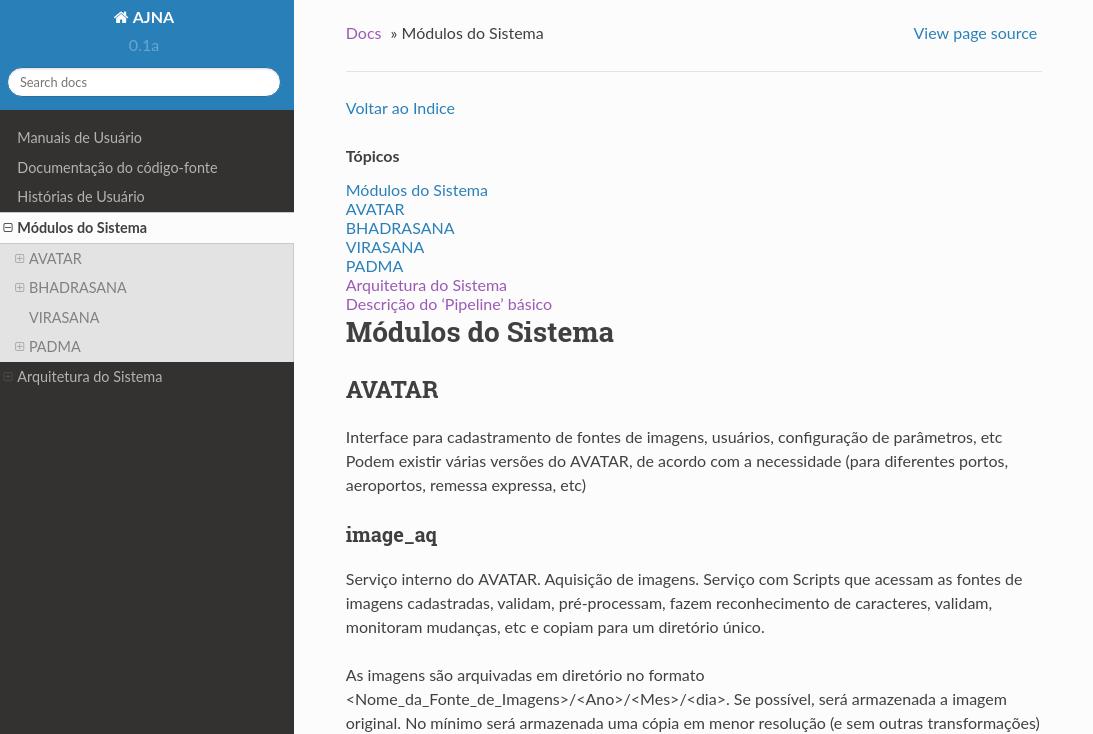 AJNA
0.1a
Search docs
Manuais de Usuário
Documentação do código-fonte
Histórias de Usuário
Módulos do Sistema
AVATAR
BHADRASANA
VIRASANA
PADMA
Arquitetura do Sistema
Docs » Módulos do Sistema
View page source
Voltar ao Indice
Tópicos
Módulos do Sistema
AVATAR
BHADRASANA
VIRASANA
PADMA
Arquitetura do Sistema
Descrição do ‘Pipeline’ básico
Módulos do Sistema
AVATAR
Interface para cadastramento de fontes de imagens, usuários, configuração de parâmetros, etc
Podem existir várias versões do AVATAR, de acordo com a necessidade (para diferentes portos,
aeroportos, remessa expressa, etc)
image_aq
Serviço interno do AVATAR. Aquisição de imagens. Serviço com Scripts que acessam as fontes de
imagens cadastradas, validam, pré-processam, fazem reconhecimento de caracteres, validam,
monitoram mudanças, etc e copiam para um diretório único.
As imagens são arquivadas em diretório no formato
<Nome_da_Fonte_de_Imagens>/<Ano>/<Mes>/<dia>. Se possível, será armazenada a imagem
original. No mínimo será armazenada uma cópia em menor resolução (e sem outras transformações)